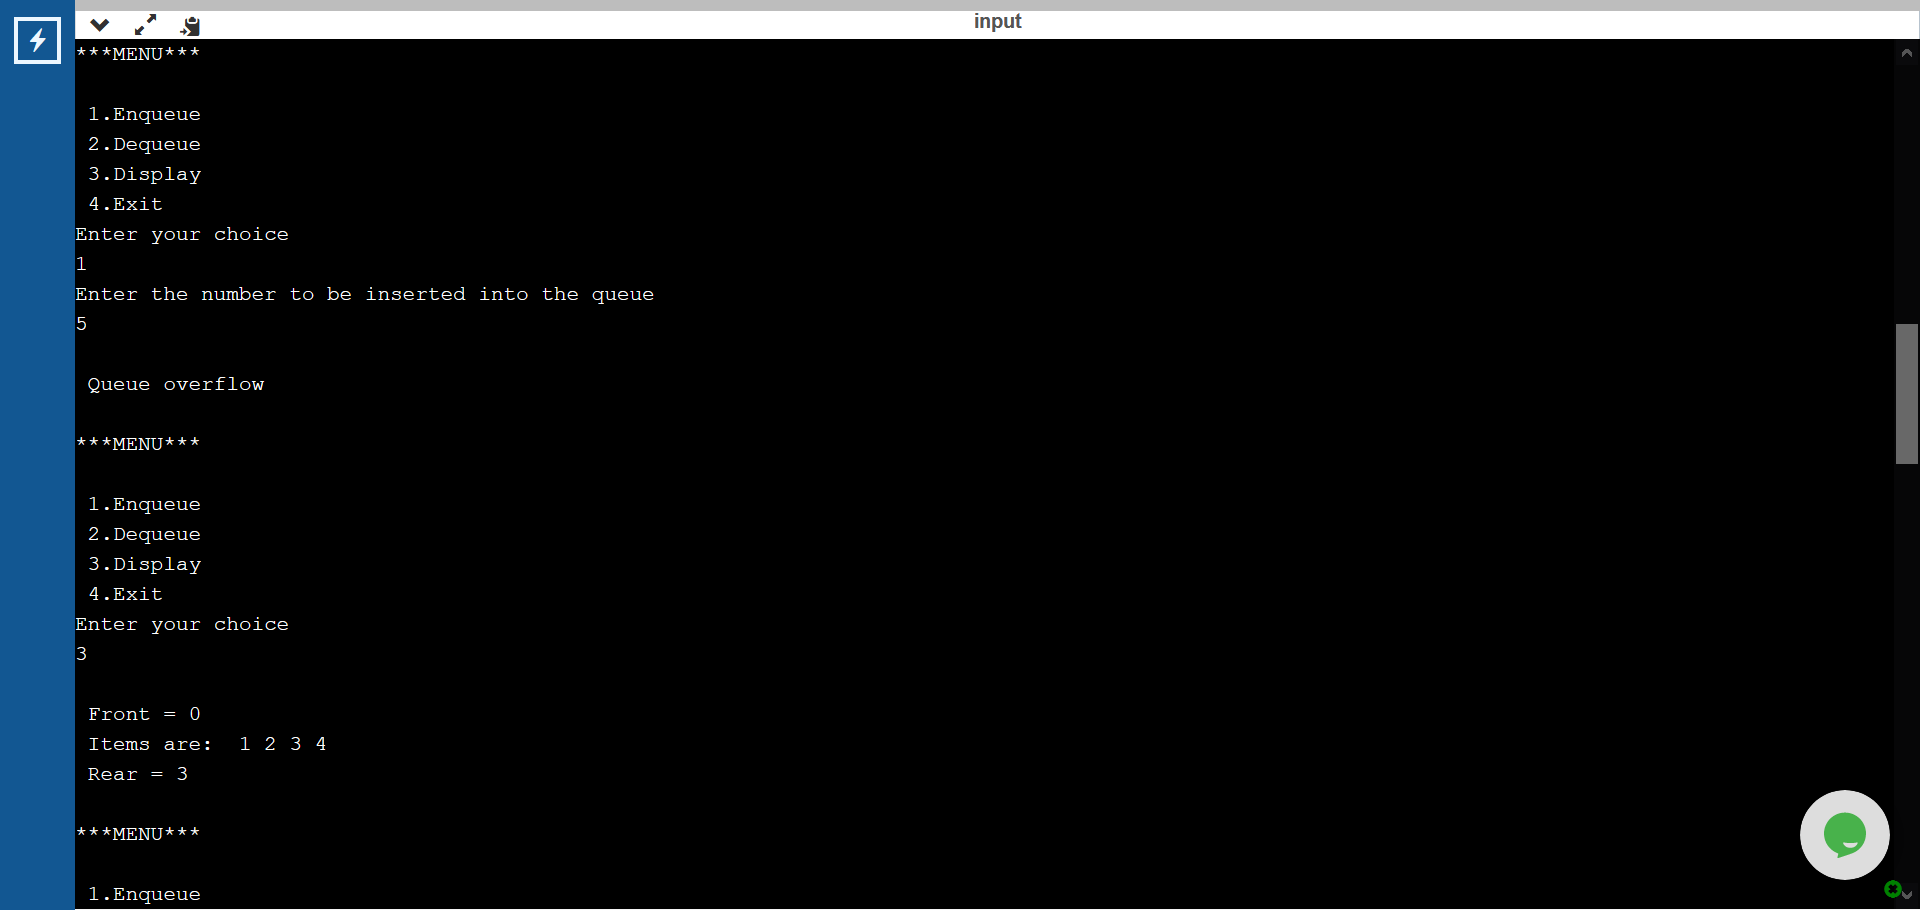 input
***MENU***
1.Enqueue
2.Dequeue
3.Display
4.Exit
Enter your choice
1
Enter the number to be inserted into the queue
5
Queue overflow
***MENU***
1.Enqueue
2.Dequeue
3.Display
4.Exit
Enter your choice
3
Front = 0
Items are:  1 2 3 4
Rear = 3
***MENU***
1.Enqueue